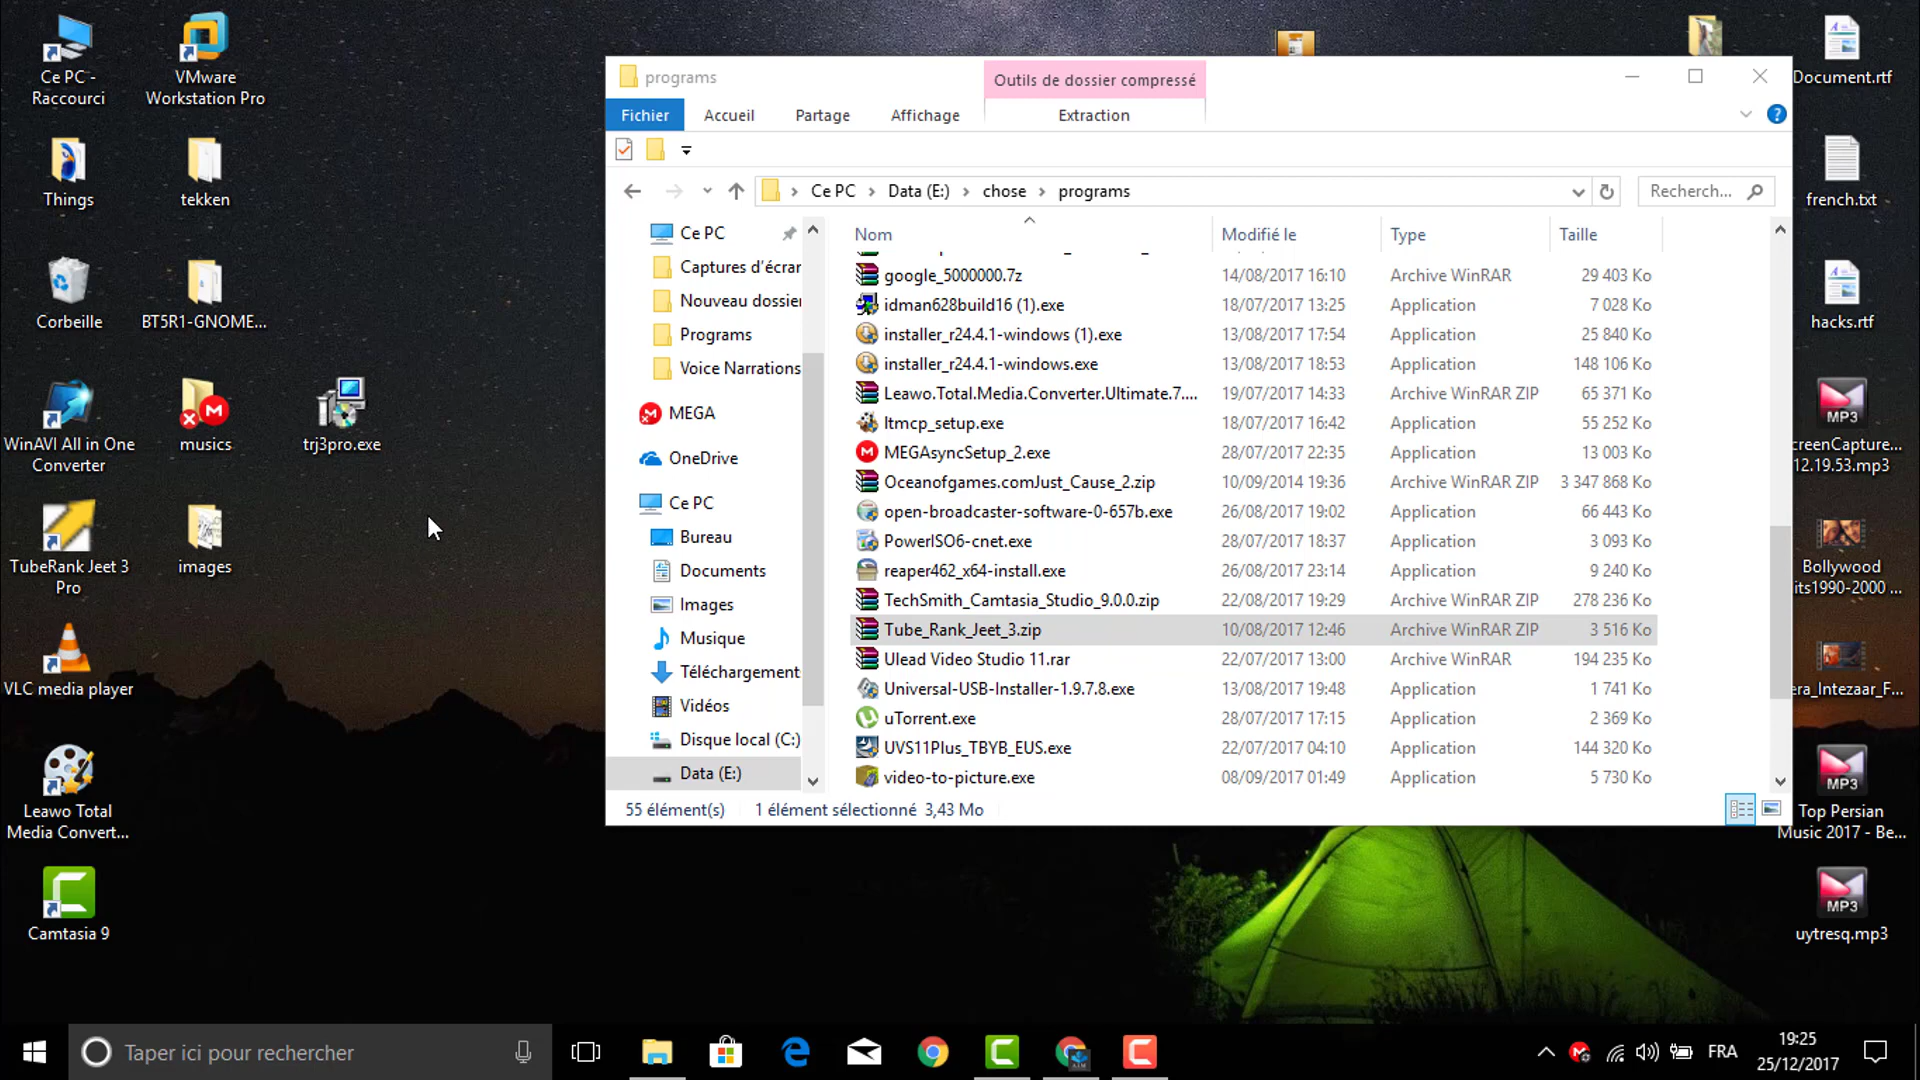 Ce PC -
Raccourci
VMware
Workstation Pro
Things
tekken
Corbeille
BT5R1-GNOME...
WinAVI All in One
Converter
musics
trj3pro.exe
TubeRank Jeet 3
Pro
images
VLC media player
Leawo Total
Media Convert...
Camtasia 9
programs
Outils de dossier compressé
Fichier
Accueil
Partage
Affichage
Extraction
Ce PC
Data (E:)
chose
programs
Recherch...
Ce PC
Captures d'écrar
Nouveau dossier
Programs
Voice Narrations
MEGA
OneDrive
Ce PC
Bureau
Documents
Images
Musique
Téléchargement
Vidéos
Disque local (C:)
Data (E:)
Nom Modifié le Type Taille
google_5000000.7z 14/08/2017 16:10 Archive WinRAR 29 403 Ko
idman628build16 (1).exe 18/07/2017 13:25 Application 7 028 Ko
installer_r24.4.1-windows (1).exe 13/08/2017 17:54 Application 25 840 Ko
installer_r24.4.1-windows.exe 13/08/2017 18:53 Application 148 106 Ko
Leawo.Total.Media.Converter.Ultimate.7.... 19/07/2017 14:33 Archive WinRAR ZIP 65 371 Ko
ltmcp_setup.exe 18/07/2017 16:42 Application 55 252 Ko
MEGAsyncSetup_2.exe 28/07/2017 22:35 Application 13 003 Ko
Oceanofgames.comJust_Cause_2.zip 10/09/2014 19:36 Archive WinRAR ZIP 3 347 868 Ko
open-broadcaster-software-0-657b.exe 26/08/2017 19:02 Application 66 443 Ko
PowerISO6-cnet.exe 28/07/2017 18:37 Application 3 093 Ko
reaper462_x64-install.exe 26/08/2017 23:14 Application 9 240 Ko
TechSmith_Camtasia_Studio_9.0.0.zip 22/08/2017 19:29 Archive WinRAR ZIP 278 236 Ko
Tube_Rank_Jeet_3.zip 10/08/2017 12:46 Archive WinRAR ZIP 3 516 Ko
Ulead Video Studio 11.rar 22/07/2017 13:00 Archive WinRAR 194 235 Ko
Universal-USB-Installer-1.9.7.8.exe 13/08/2017 19:48 Application 1 741 Ko
uTorrent.exe 28/07/2017 17:15 Application 2 369 Ko
UVS11Plus_TBYB_EUS.exe 22/07/2017 04:10 Application 144 320 Ko
video-to-picture.exe 08/09/2017 01:49 Application 5 730 Ko
55 élément(s) 1 élément sélectionné 3,43 Mo
Document.rtf
french.txt
hacks.rtf
MP3
creenCapture...
12.19.53.mp3
Bollywood
its1990-2000 ...
era_Intezaar_F...
MP3
Top Persian
Music 2017 - Be...
MP3
uytresq.mp3
Taper ici pour rechercher
FRA
19:25
25/12/2017